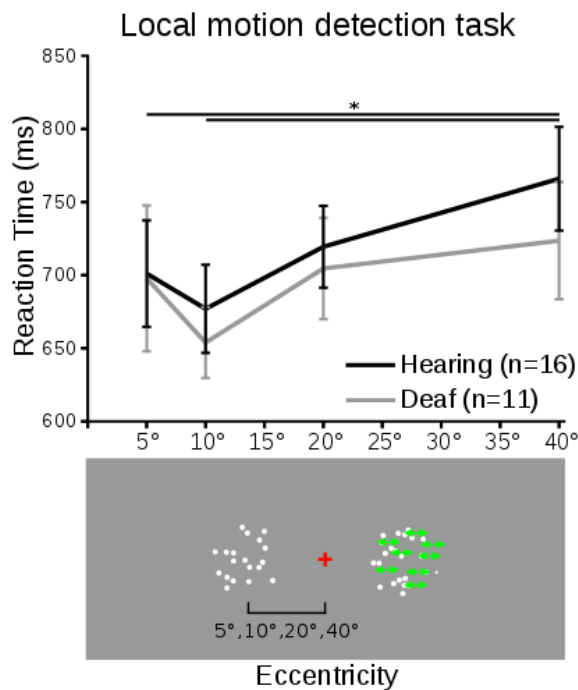 Local motion detection task
850
800
750
700
650
600
Reaction Time (ms)
*
Hearing (n=16)
Deaf (n=11)
5° 10° 15° 20° 25° 30° 35° 40°
5°,10°,20°,40°
Eccentricity